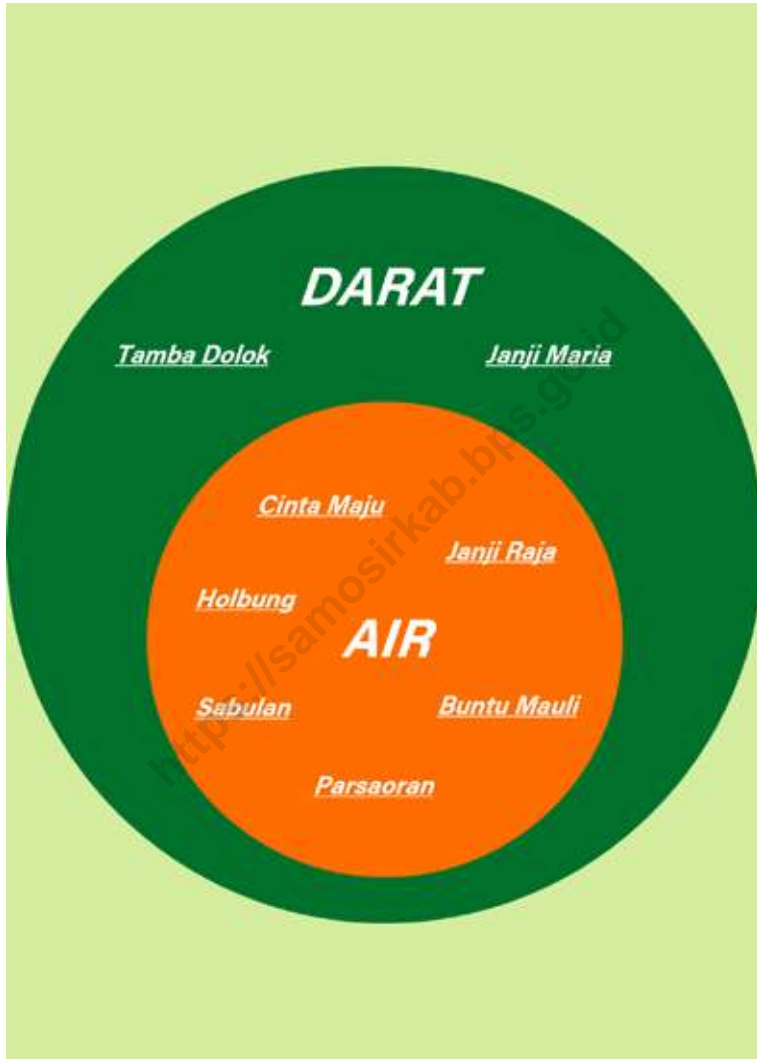 DARAT
Tamba Dolok
Janji Maria
Cinta Maju
Janji Raja
Holbung
AIR
Sabulan
Buntu Mauli
Parsaoran
https://samosirkab.bps.go.id